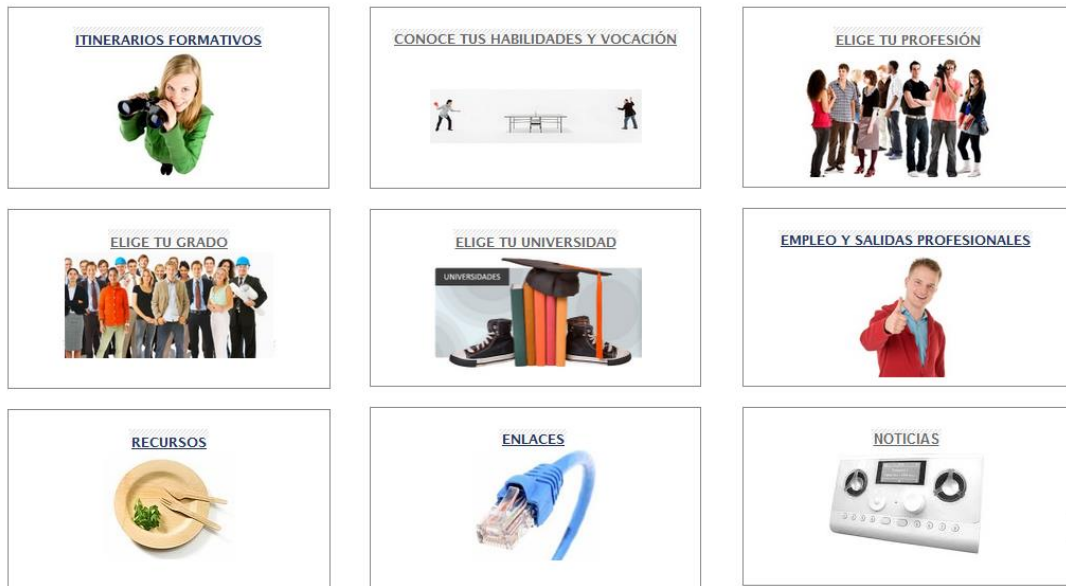 ITINERARIOS FORMATIVOS
CONOCE TUS HABILIDADES Y VOCACIÓN
ELIGE TU PROFESIÓN
ELIGE TU GRADO
ELIGE TU UNIVERSIDAD
UNIVERSIDADES
EMPLEO Y SALIDAS PROFESIONALES
RECURSOS
ENLACES
NOTICIAS